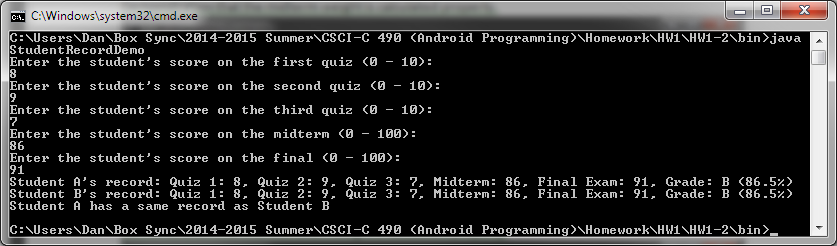 C:\Windows\system32\cmd.exe
C:\Users\Dan\Box Sync\2014-2015 Summer\CSCI-C 490 (Android Programming)\Homework\HW1\HW1-2\bin>java
StudentRecordDemo
Enter the student's score on the first quiz (0 - 10):
8
Enter the student's score on the second quiz (0 - 10):
9
Enter the student's score on the third quiz (0 - 10):
7
Enter the student's score on the midterm (0 - 100):
86
Enter the student's score on the final (0 - 100):
91
Student A's record: Quiz 1: 8, Quiz 2: 9, Quiz 3: 7, Midterm: 86, Final Exam: 91, Grade: B (86.5%)
Student B's record: Quiz 1: 8, Quiz 2: 9, Quiz 3: 7, Midterm: 86, Final Exam: 91, Grade: B (86.5%)
Student A has a same record as Student B
C:\Users\Dan\Box Sync\2014-2015 Summer\CSCI-C 490 (Android Programming)\Homework\HW1\HW1-2\bin>_